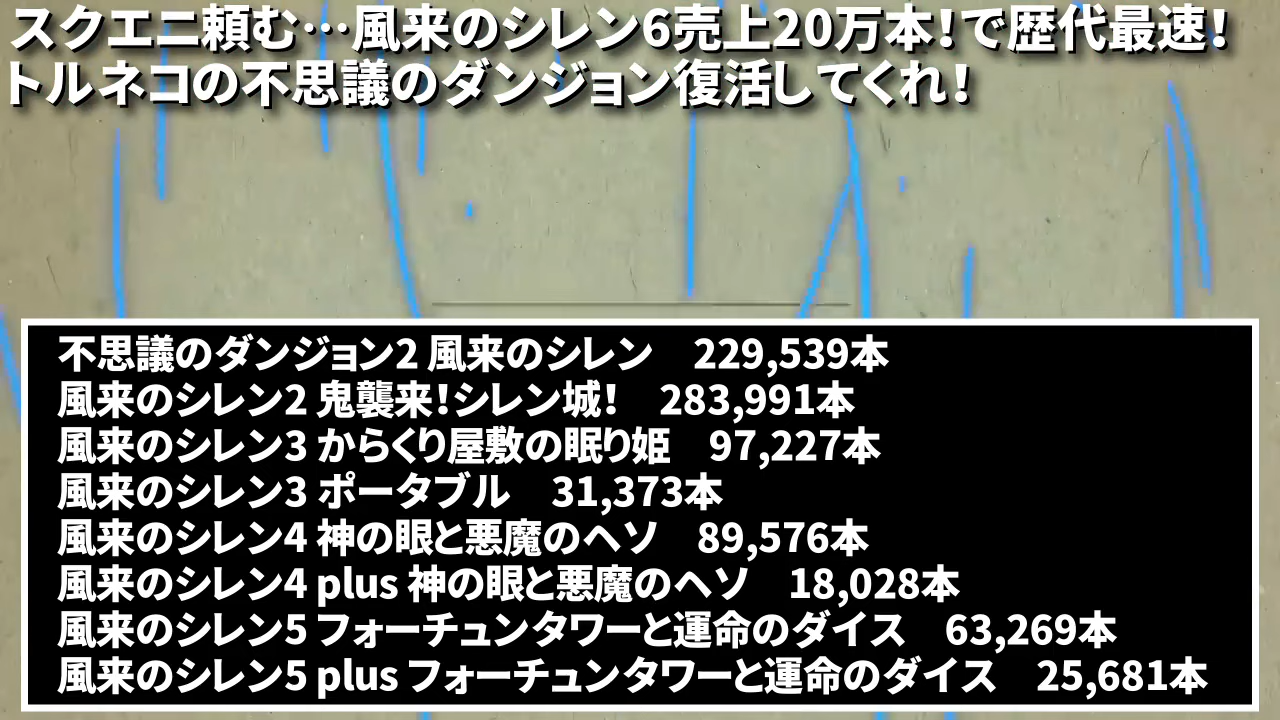 スクエニ頼む…風来のシレン6売上20万本！で歴代最速！
トルネコの不思議のダンジョン復活してくれ！
不思議のダンジョン2 風来のシレン　229,539本
風来のシレン2 鬼襲来！シレン城！　283,991本
風来のシレン3 からくり屋敷の眠り姫　97,227本
風来のシレン3 ポータブル　31,373本
風来のシレン4 神の眼と悪魔のヘソ　89,576本
風来のシレン4 plus 神の眼と悪魔のヘソ　18,028本
風来のシレン5 フォーチュンタワーと運命のダイス　63,269本
風来のシレン5 plus フォーチュンタワーと運命のダイス　25,681本